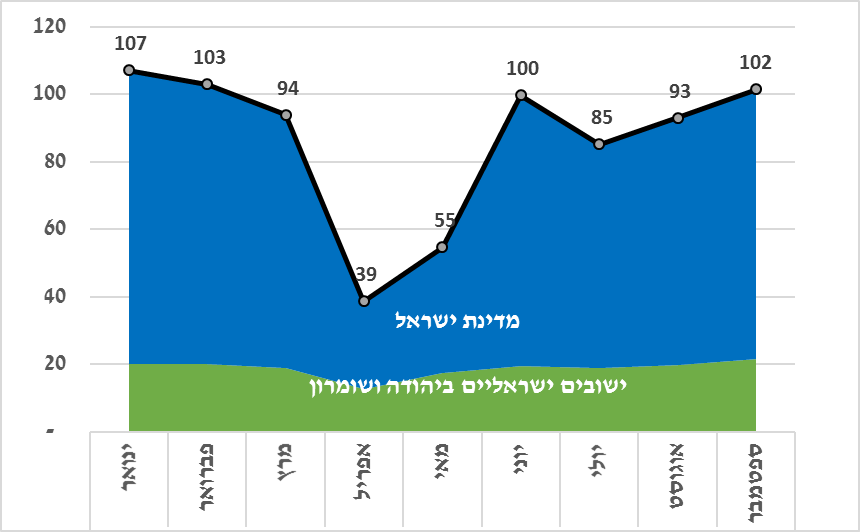 120
107
103
94
39
55
100
85
93
102
100
80
60
40
20
-
מדינת ישראל
ישובים ישראליים ביהודה ושומרון
ינואר
פברואר
מרץ
אפריל
מאי
יוני
יולי
אוגוסט
ספטמבר